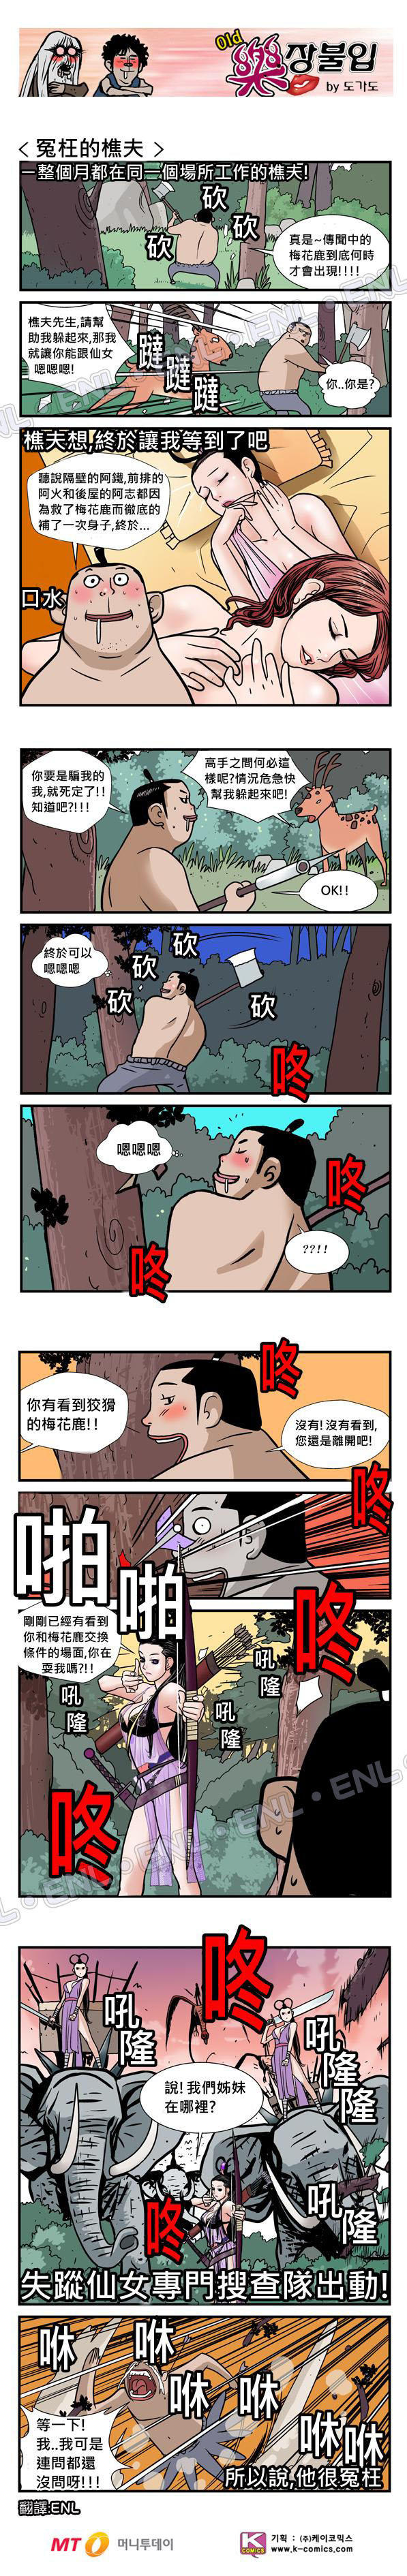 Old 樂장불입
by 도가도
< 冤枉的樵夫 >
一整個月都在同一個場所工作的樵夫!
砍
砍
砍
真是~傳聞中的
梅花鹿到底何時
才會出現!!!!
樵夫先生,請幫
助我躲起來,那我
就讓你能跟仙女
嗯嗯嗯!
躂
躂
躂
你..你是?
樵夫想,終於讓我等到了吧
聽說隔壁的阿鐵,前排的
阿火和後屋的阿志都因
為救了梅花鹿而徹底的
補了一次身子,終於...
口水
你要是騙我的
我,就死定了!!
知道吧?!!!
高手之間何必這
樣呢?情況危急快
幫我躲起來吧!
OK!!
終於可以
嗯嗯嗯
砍
砍
砍
砍
咚
嗯嗯嗯
咚
???!!
咚
咚
你有看到狡猾
的梅花鹿!!
沒有!沒有看到,
您還是離開吧!
咚
啪
啪
咚
剛剛已經有看到
你和梅花鹿交換
條件的場面,你在
耍我嗎?!!
吼
隆
吼
隆
吼
隆
咚
ENL • ENL • ENL
咚
吼
隆
吼
隆
隆
說!我們姊妹
在哪裡?
咚
吼
隆
失蹤仙女專門搜查隊出動!
咻
咻
咻
咻
咻
咻
等一下!
我..我可是
連問都還
沒問呀!!!
所以說,他很冤枉
翻譯:ENL
MT 머니투데이
K COMICS 기획 : (주)케이코믹스
www.k-comics.com